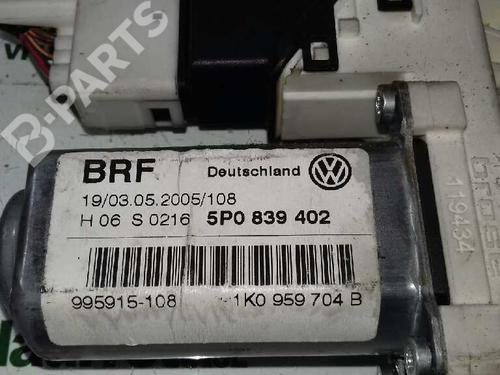 B-PARTS
BRF Deutschland
19/03.05.2005/108
H 06 S 0216 5P0 839 402
995915-108 1K0 959 704 B
119434